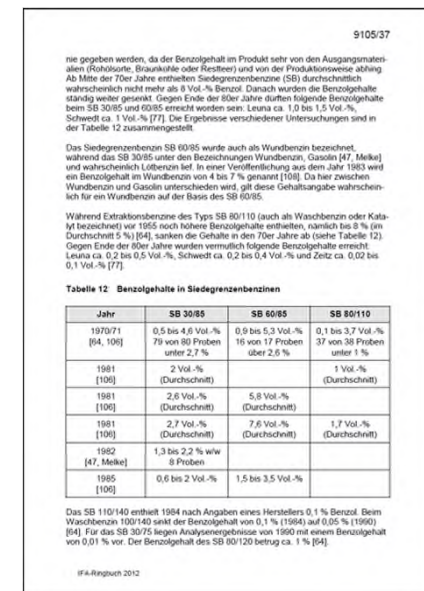 9105/37
nie gegeben werden, da der Benzolgehalt im Produkt sehr von den Ausgangsmateri-
alien (Rohölsorte, Braunkohle oder Restteer) und von der Produktionsweise abhing.
Ab Mitte der 70er Jahre enthielten Siedegrenzenbenzine (SB) durchschnittlich
wahrscheinlich nicht mehr als 8 Vol.-% Benzol. Danach wurden die Benzolgehalte
ständig weiter gesenkt. Gegen Ende der 80er Jahre dürften folgende Benzolgehalte
beim SB 30/85 und 60/85 erreicht worden sein: Leuna ca. 1,0 bis 1,5 Vol.-%,
Schwedt ca. 1 Vol.-% [77]. Die Ergebnisse verschiedener Untersuchungen sind in
der Tabelle 12 zusammengestellt.
Das Siedegrenzenbenzin SB 60/85 wurde auch als Wundbenzin bezeichnet,
während das SB 30/85 unter den Bezeichnungen Wundbenzin, Gasolin [47, Melke]
und wahrscheinlich Lötbenzin lief. In einer Veröffentlichung aus dem Jahr 1983 wird
ein Benzolgehalt im Wundbenzin von 4 bis 7 % genannt [108]. Da hier zwischen
Wundbenzin und Gasolin unterschieden wird, gilt diese Gehaltsangabe wahrschein-
lich für ein Wundbenzin auf der Basis des SB 60/85.
Während Extraktionsbenzine des Typs SB 80/110 (auch als Waschbenzin oder Kata-
lyt bezeichnet) vor 1955 noch höhere Benzolgehalte enthielten, nämlich bis 8 % (im
Durchschnitt 5 %) [64], sanken die Gehalte in den 70er Jahre ab (siehe Tabelle 12).
Gegen Ende der 80er Jahre wurden vermutlich folgende Benzolgehalte erreicht:
Leuna ca. 0,2 bis 0,5 Vol.-%, Schwedt ca. 0,2 bis 0,4 Vol.-% und Zeitz ca. 0,02 bis
0,1 Vol.-% [77].
Tabelle 12: Benzolgehalte in Siedegrenzenbenzinen
Jahr SB 30/85 SB 60/85 SB 80/110
1970/71 0,5 bis 4,6 Vol.-% 0,9 bis 5,3 Vol.-% 0,1 bis 3,7 Vol.-%
[64, 106] 79 von 80 Proben 16 von 17 Proben 37 von 38 Proben
unter 2,7 % über 2,6 % unter 1 %
1981 2 Vol.-% 1 Vol.-%
[106] (Durchschnitt) (Durchschnitt)
1981 2,6 Vol.-% 5,8 Vol.-%
[106] (Durchschnitt) (Durchschnitt)
1981 2,7 Vol.-% 7,6 Vol.-% 1,7 Vol.-%
[106] (Durchschnitt) (Durchschnitt) (Durchschnitt)
1982 1,3 bis 2,2 % w/w
[47, Melke] 8 Proben
1985 0,6 bis 2 Vol.-% 1,5 bis 3,5 Vol.-%
[106]
Das SB 110/140 enthielt 1984 nach Angaben eines Herstellers 0,1 % Benzol. Beim
Waschbenzin 100/140 sinkt der Benzolgehalt von 0,1 % (1984) auf 0,05 % (1990)
[64]. Für das SB 30/75 liegen Analysenergebnisse von 1990 mit einem Benzolgehalt
von 0,01 % vor. Der Benzolgehalt des SB 80/120 betrug ca. 1 % [64].
IFA-Ringbuch 2012